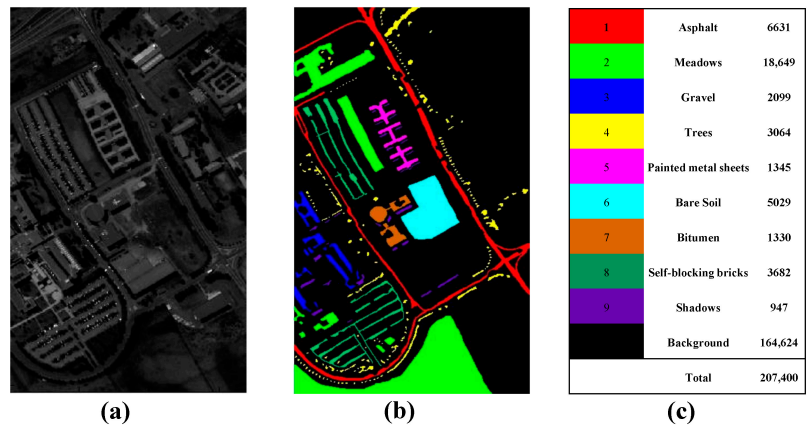 1 Asphalt 6631
2 Meadows 18,649
3 Gravel 2099
4 Trees 3064
5 Painted metal sheets 1345
6 Bare Soil 5029
7 Bitumen 1330
8 Self-blocking bricks 3682
9 Shadows 947
Background 164,624
Total 207,400
(a) (b) (c)